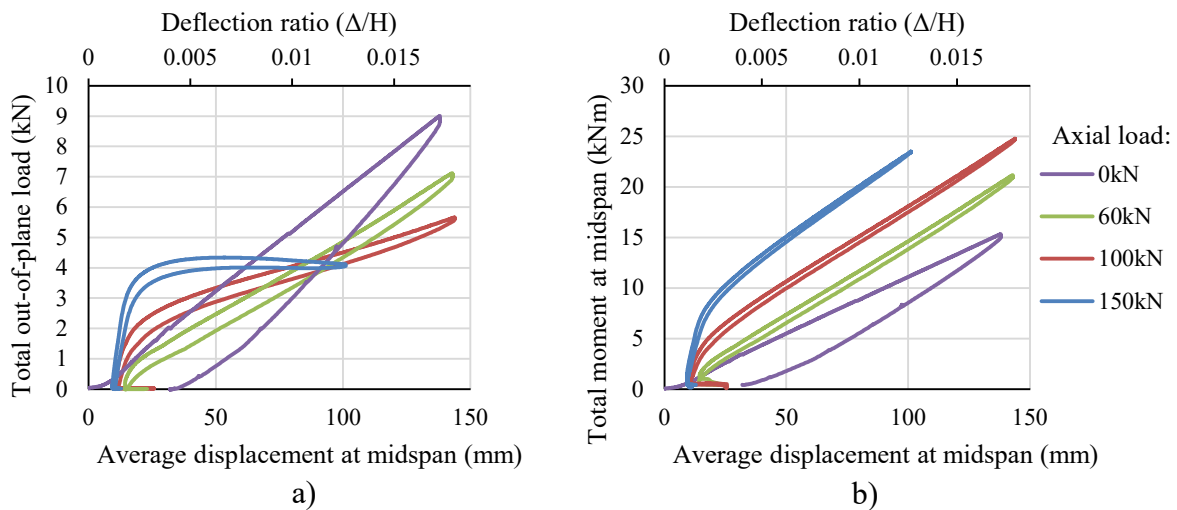 Deflection ratio (Δ/H)
0 0.005 0.01 0.015
Total out-of-plane load (kN)
10
9
8
7
6
5
4
3
2
1
0
0 50 100 150
Average displacement at midspan (mm)
a)
Deflection ratio (Δ/H)
0 0.005 0.01 0.015
Total moment at midspan (kNm)
30
25
20
15
10
5
0
0 50 100 150
Average displacement at midspan (mm)
b)
Axial load:
0kN
60kN
100kN
150kN